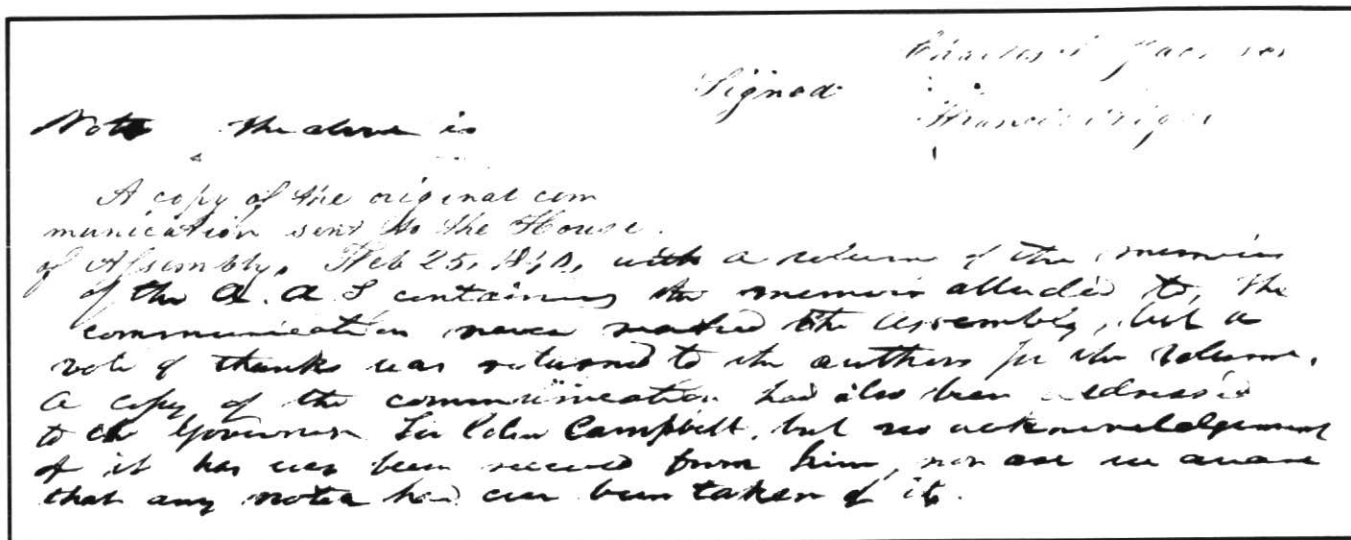 Signed
Francis Alger
Note the above is
A copy of the original com
munication sent to the House
of Assembly, Feb 25, with a volume of the memoirs
of the A. A S containing the memoir alluded to, The
communication never reached the Assembly, but a
vote of thanks was returned to the authors for the volume.
a copy of the communication had also been addressed
to the Governor Sir Colin Campbell, but no acknowledgement
of it has ever been received from him, nor are we aware
that any notice had ever been taken of it.